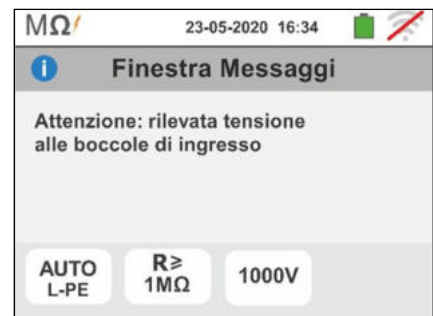 MΩ 23-05-2020 16:34
Finestra Messaggi
Attenzione: rilevata tensione
alle boccole di ingresso
AUTO
L-PE
R≥
1MΩ
1000V